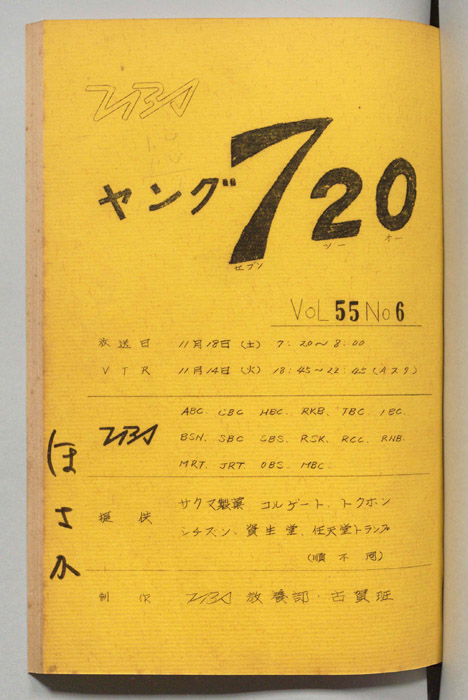 TBS
ヤング720
セブン ツー オー
VOL 55 No 6
放送日 11月18日(土) 7:20~8:00
VTR 11月14日(火) 18:45~22:45(Aスタ)
TBS
ABC. CBC HBC. RKB. TBC. IBC.
BSN. SBC SBS. RSK. RCC. RNB.
MRT. JRT OBS. MBC.
提供
サクマ製菓 コルゲート. トクホン
シチズン、資生堂、任天堂トランプ
(順不同)
制作 TBS 教養部・古賀班
ほさか